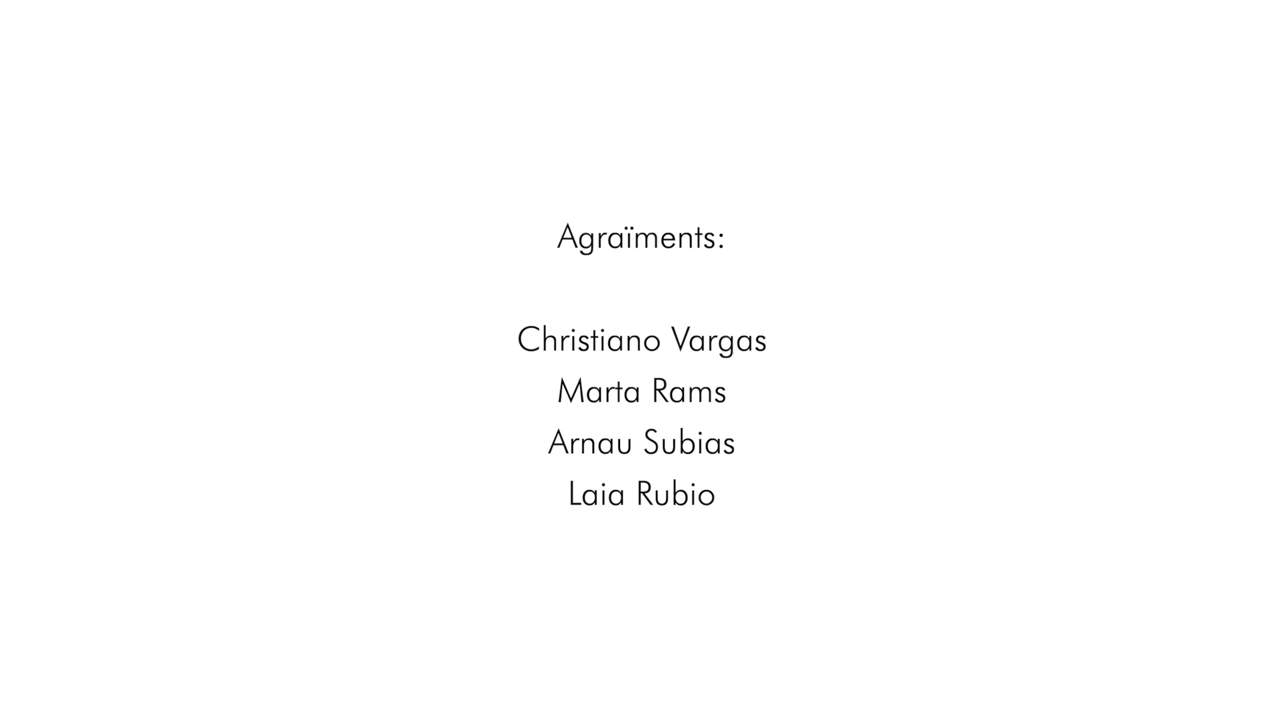 Agraïments:
Christiano Vargas
Marta Rams
Arnau Subias
Laia Rubio